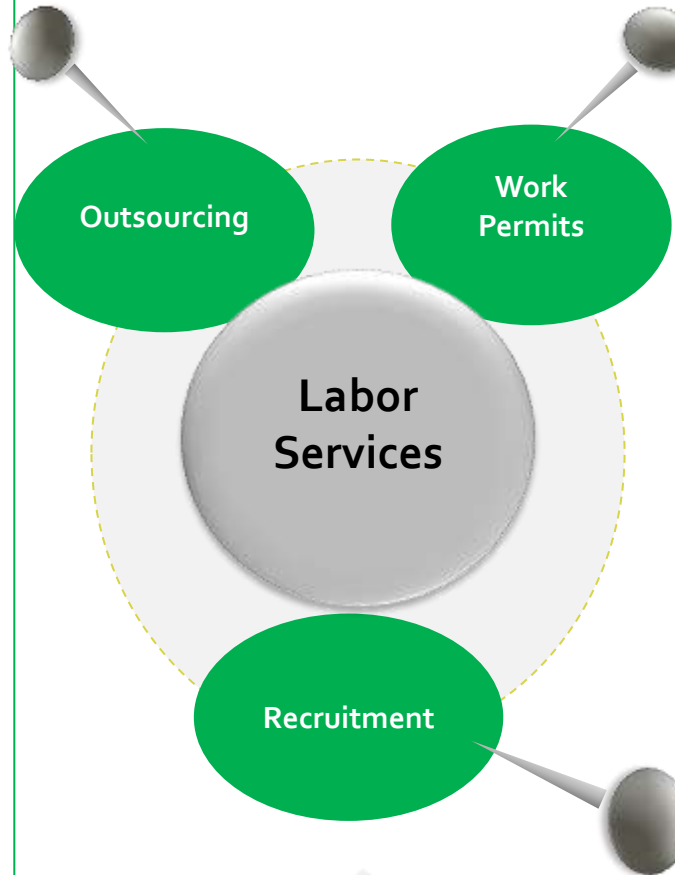 Outsourcing
Work
Permits
Labor
Services
Recruitment